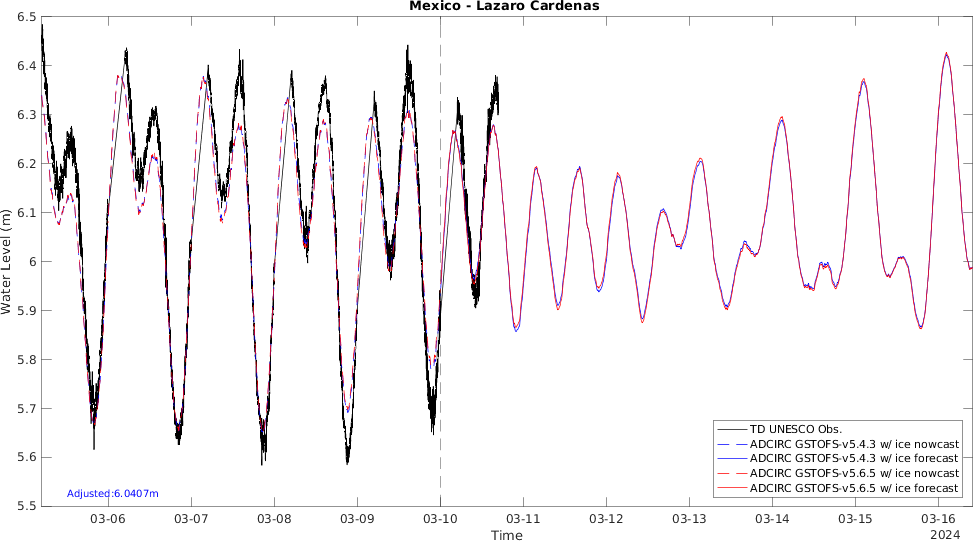 Mexico - Lazaro Cardenas
6.5
6.4
6.3
6.2
6.1
6
5.9
5.8
5.7
5.6
5.5
Water Level (m)
TD UNESCO Obs.
ADCIRC GSTOFS-v5.4.3 w/ ice nowcast
ADCIRC GSTOFS-v5.4.3 w/ ice forecast
ADCIRC GSTOFS-v5.6.5 w/ ice nowcast
ADCIRC GSTOFS-v5.6.5 w/ ice forecast
Adjusted:6.0407m
03-06 03-07 03-08 03-09 03-10 03-11 03-12 03-13 03-14 03-15 03-16
Time 2024